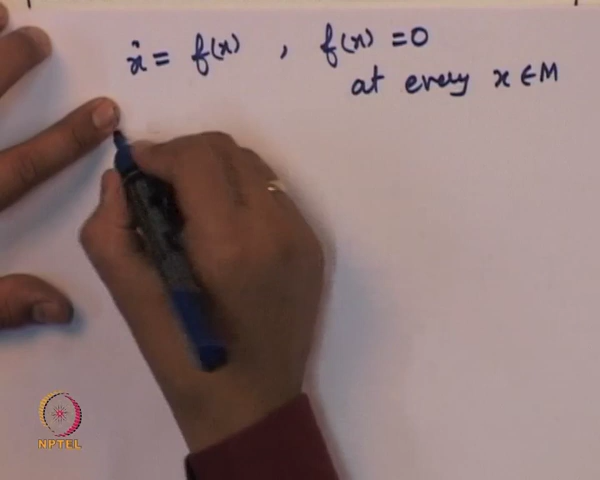 ẋ = f(x) , f(x) = 0
at every x ∈ M
NPTEL